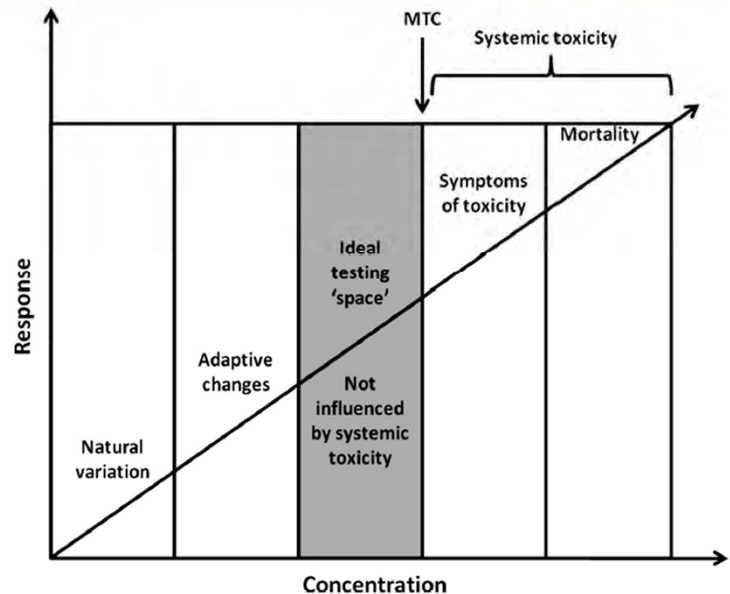 MTC
Systemic toxicity
Mortality
Symptoms
of toxicity
Ideal
testing
‘space’
Adaptive
changes
Not
influenced
by systemic
toxicity
Natural
variation
Response
Concentration